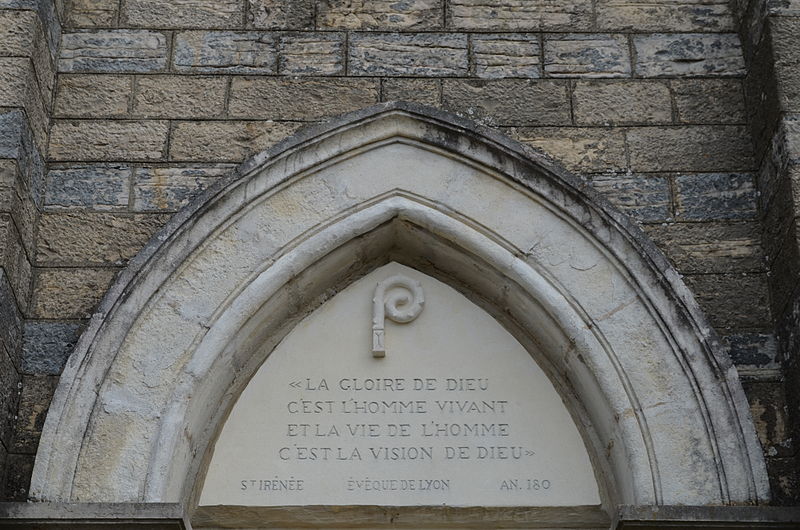 « LA GLOIRE DE DIEU
C'EST L'HOMME VIVANT
ET LA VIE DE L'HOMME
C'EST LA VISION DE DIEU »
ST IRÉNÉE ÉVÊQUE DE LYON AN. 180